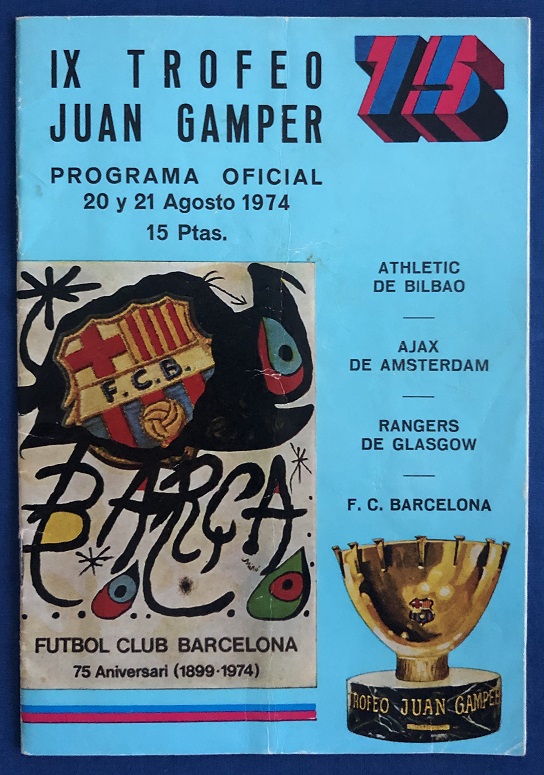 IX TROFEO
JUAN GAMPER
75
PROGRAMA OFICIAL
20 y 21 Agosto 1974
15 Ptas.
ATHLETIC
DE BILBAO
AJAX
DE AMSTERDAM
RANGERS
DE GLASGOW
F. C. BARCELONA
F.C.B.
BARÇA
Miró
FUTBOL CLUB BARCELONA
75 Aniversari (1899-1974)
TROFEO JUAN GAMPER